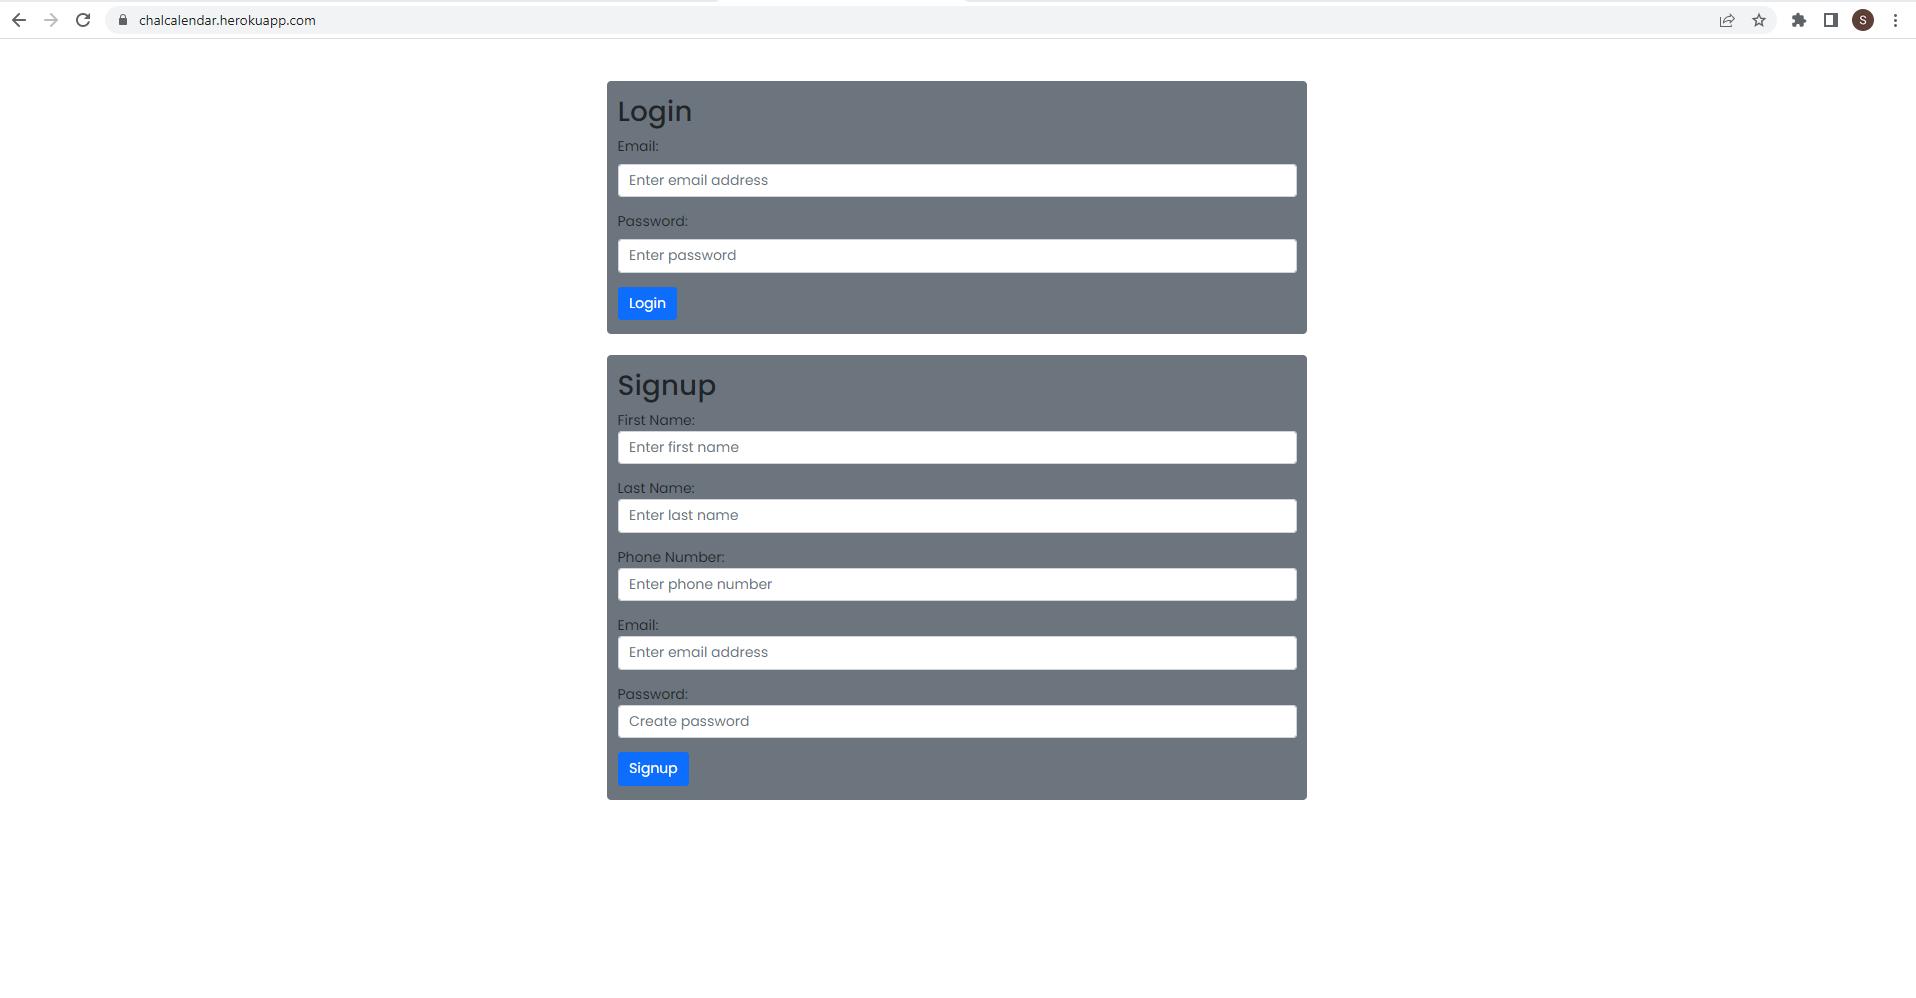 chalcalendar.herokuapp.com
S
Login
Email:
Enter email address
Password:
Enter password
Login
Signup
First Name:
Enter first name
Last Name:
Enter last name
Phone Number:
Enter phone number
Email:
Enter email address
Password:
Create password
Signup